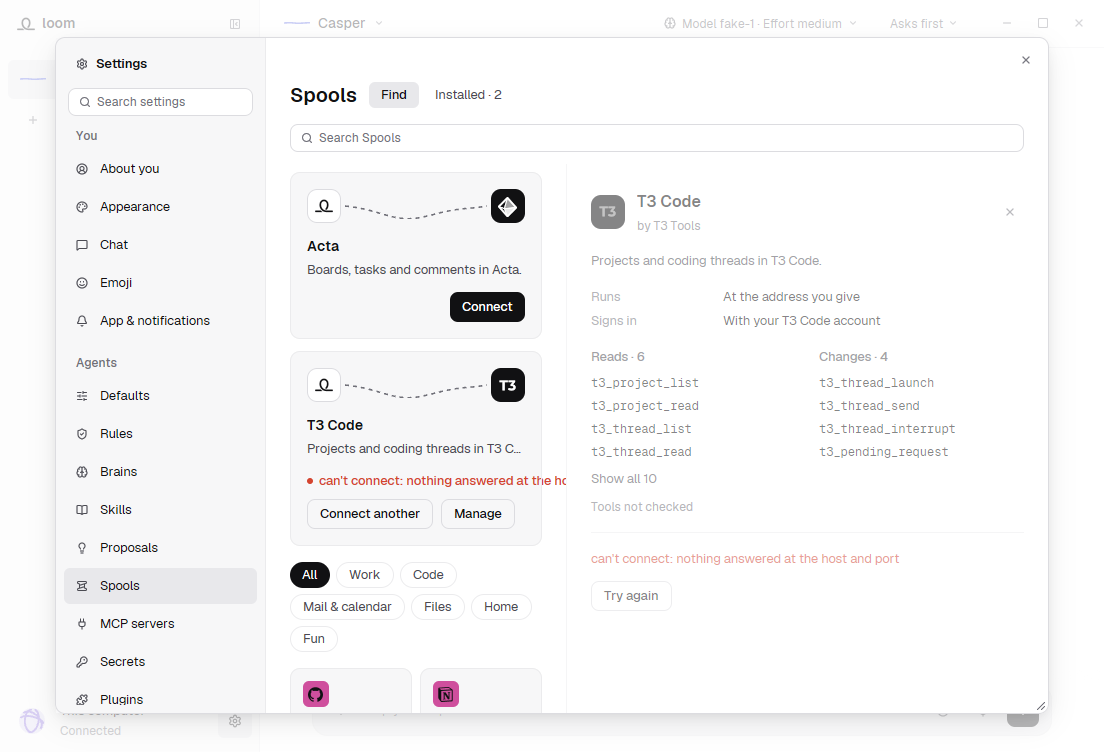 loom
Casper
Model fake-1 · Effort medium
Asks first
Settings
Search settings
You
About you
Appearance
Chat
Emoji
App & notifications
Agents
Defaults
Rules
Brains
Skills
Proposals
Spools
MCP servers
Secrets
Plugins
Connected
Spools
Find
Installed · 2
Search Spools
Acta
Boards, tasks and comments in Acta.
Connect
T3
T3 Code
Projects and coding threads in T3 C…
can't connect: nothing answered at the ho
Connect another
Manage
All
Work
Code
Mail & calendar
Files
Home
Fun
T3
T3 Code
by T3 Tools
Projects and coding threads in T3 Code.
Runs
At the address you give
Signs in
With your T3 Code account
Reads · 6
Changes · 4
t3_project_list
t3_thread_launch
t3_project_read
t3_thread_send
t3_thread_list
t3_thread_interrupt
t3_thread_read
t3_pending_request
Show all 10
Tools not checked
can't connect: nothing answered at the host and port
Try again